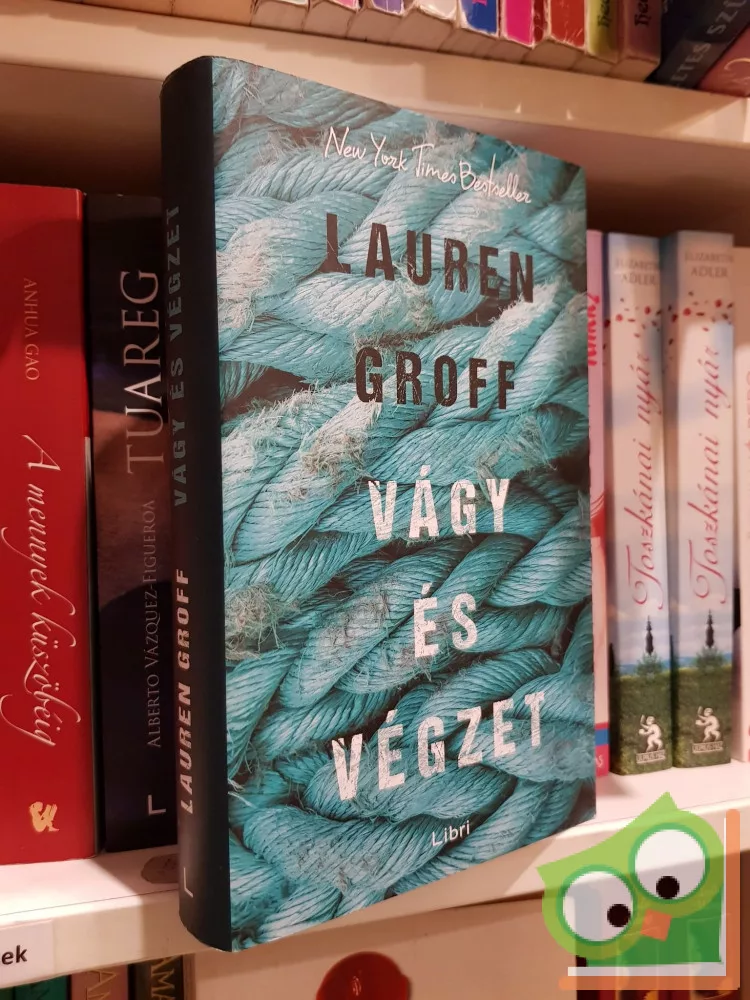 New York Times Bestseller
LAUREN
GROFF
VÁGY
ÉS
VÉGZET
Libri
LAUREN GROFF VÁGY ÉS VÉGZET
ANHUA GAO
A mennyek küszöbéig
ALBERTO VÁZQUEZ-FIGUEROA
TUAREG
ELIZABETH
ADLER
Toszkánai nyár
ELIZABETH
ADLER
Toszkánai nyár
ek